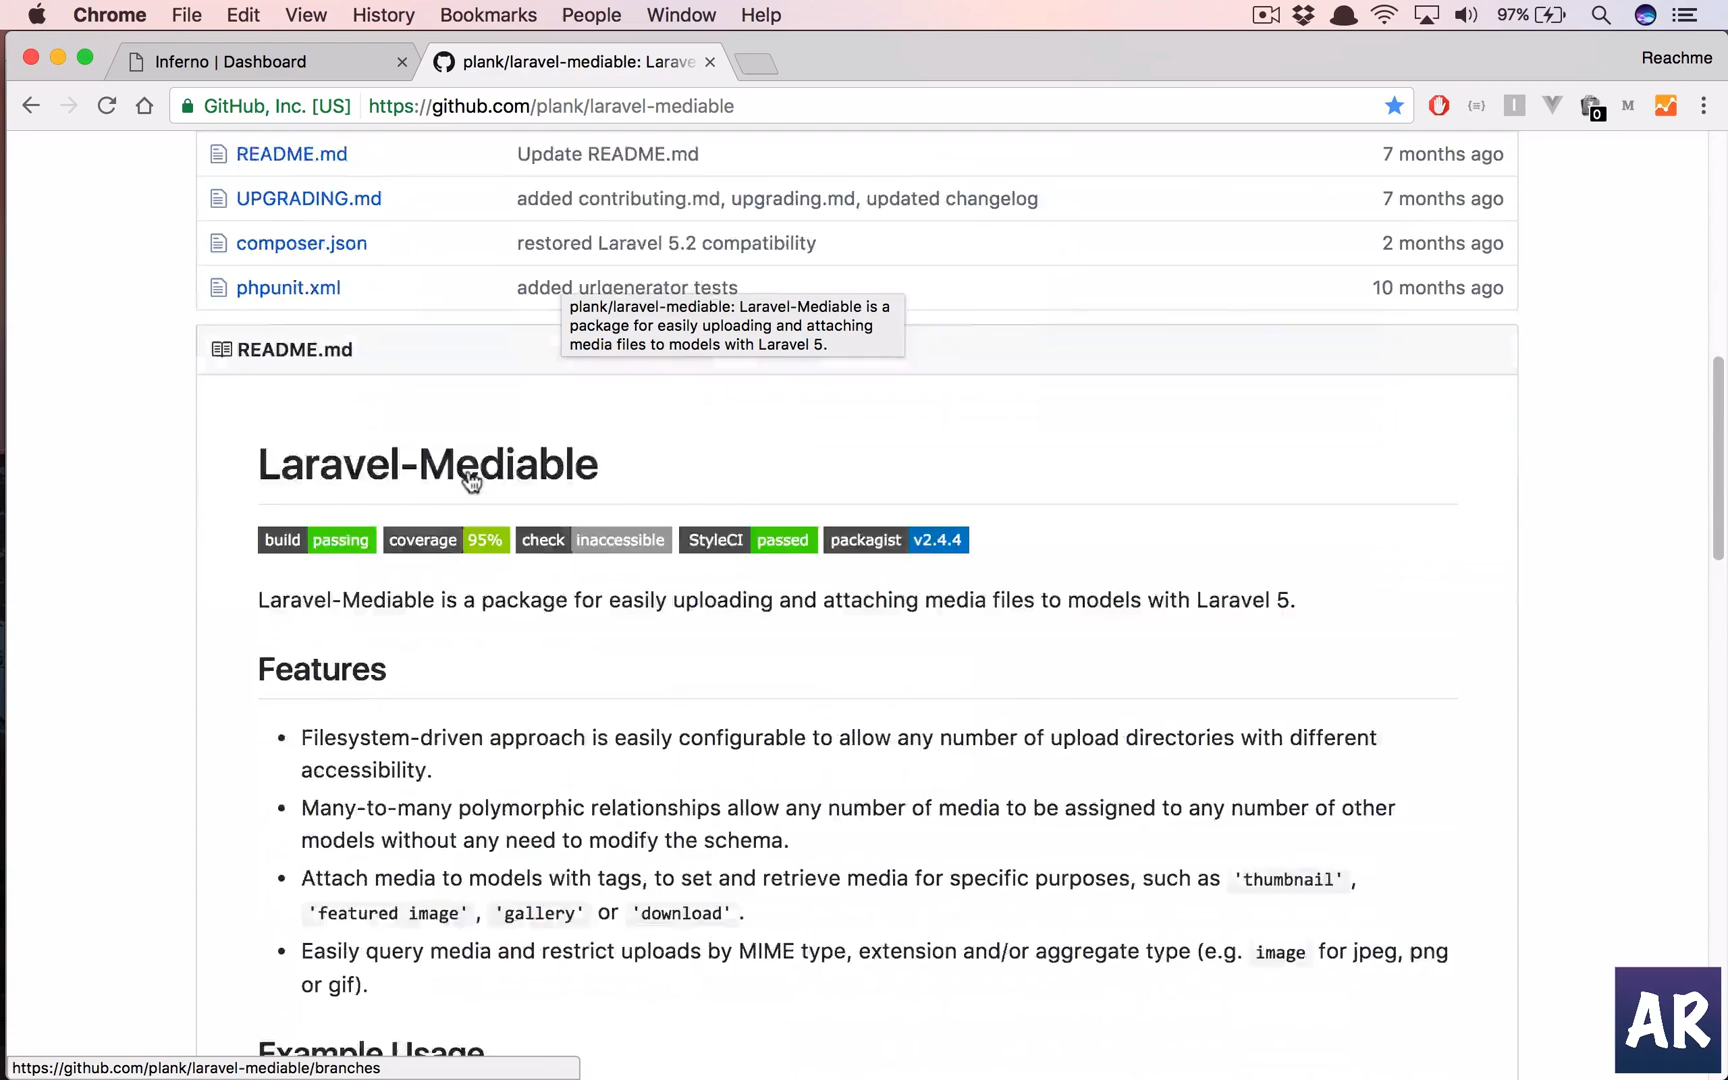 Chrome File Edit View History Bookmarks People Window Help 97%
Inferno | Dashboard plank/laravel-mediable: Larave Reachme
GitHub, Inc. [US] https://github.com/plank/laravel-mediable 0 M
README.md Update README.md 7 months ago
UPGRADING.md added contributing.md, upgrading.md, updated changelog 7 months ago
composer.json restored Laravel 5.2 compatibility 2 months ago
phpunit.xml added urlgenerator tests 10 months ago
plank/laravel-mediable: Laravel-Mediable is a
package for easily uploading and attaching
media files to models with Laravel 5.
README.md
Laravel-Mediable
build passing coverage 95% check inaccessible StyleCI passed packagist v2.4.4
Laravel-Mediable is a package for easily uploading and attaching media files to models with Laravel 5.
Features
• Filesystem-driven approach is easily configurable to allow any number of upload directories with different
accessibility.
• Many-to-many polymorphic relationships allow any number of media to be assigned to any number of other
models without any need to modify the schema.
• Attach media to models with tags, to set and retrieve media for specific purposes, such as 'thumbnail',
'featured image', 'gallery' or 'download'.
• Easily query media and restrict uploads by MIME type, extension and/or aggregate type (e.g. image for jpeg, png
or gif).
Example Usage
https://github.com/plank/laravel-mediable/branches
AR